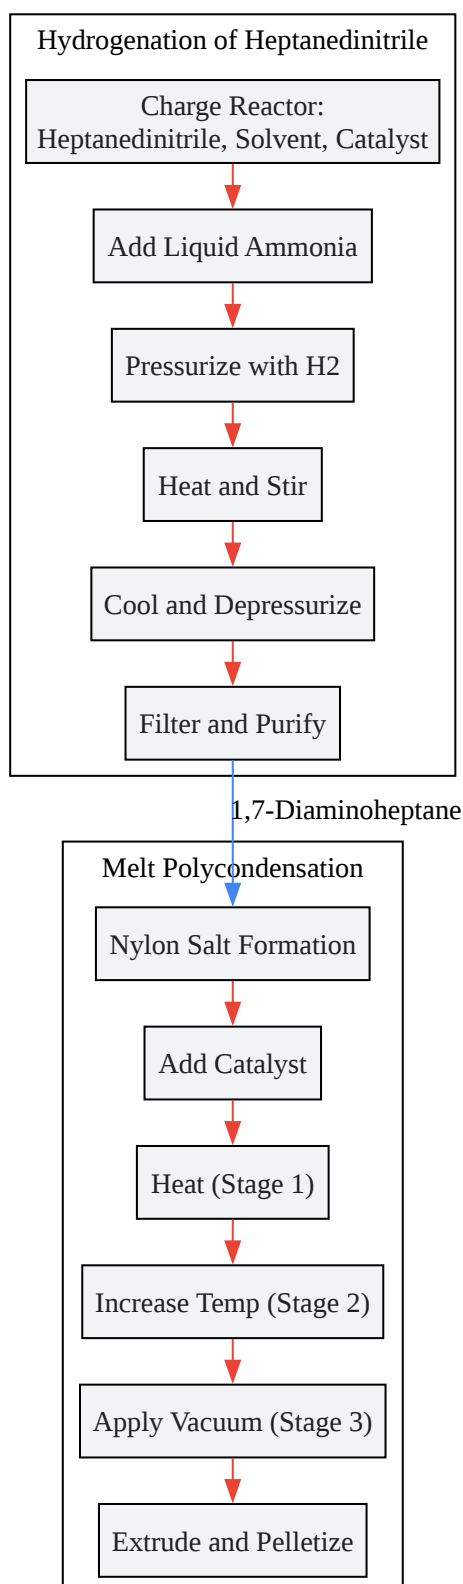 Hydrogenation of Heptanedinitrile
Charge Reactor:
Heptanedinitrile, Solvent, Catalyst
Add Liquid Ammonia
Pressurize with H2
Heat and Stir
Cool and Depressurize
Filter and Purify
1,7-Diaminoheptane
Melt Polycondensation
Nylon Salt Formation
Add Catalyst
Heat (Stage 1)
Increase Temp (Stage 2)
Apply Vacuum (Stage 3)
Extrude and Pelletize